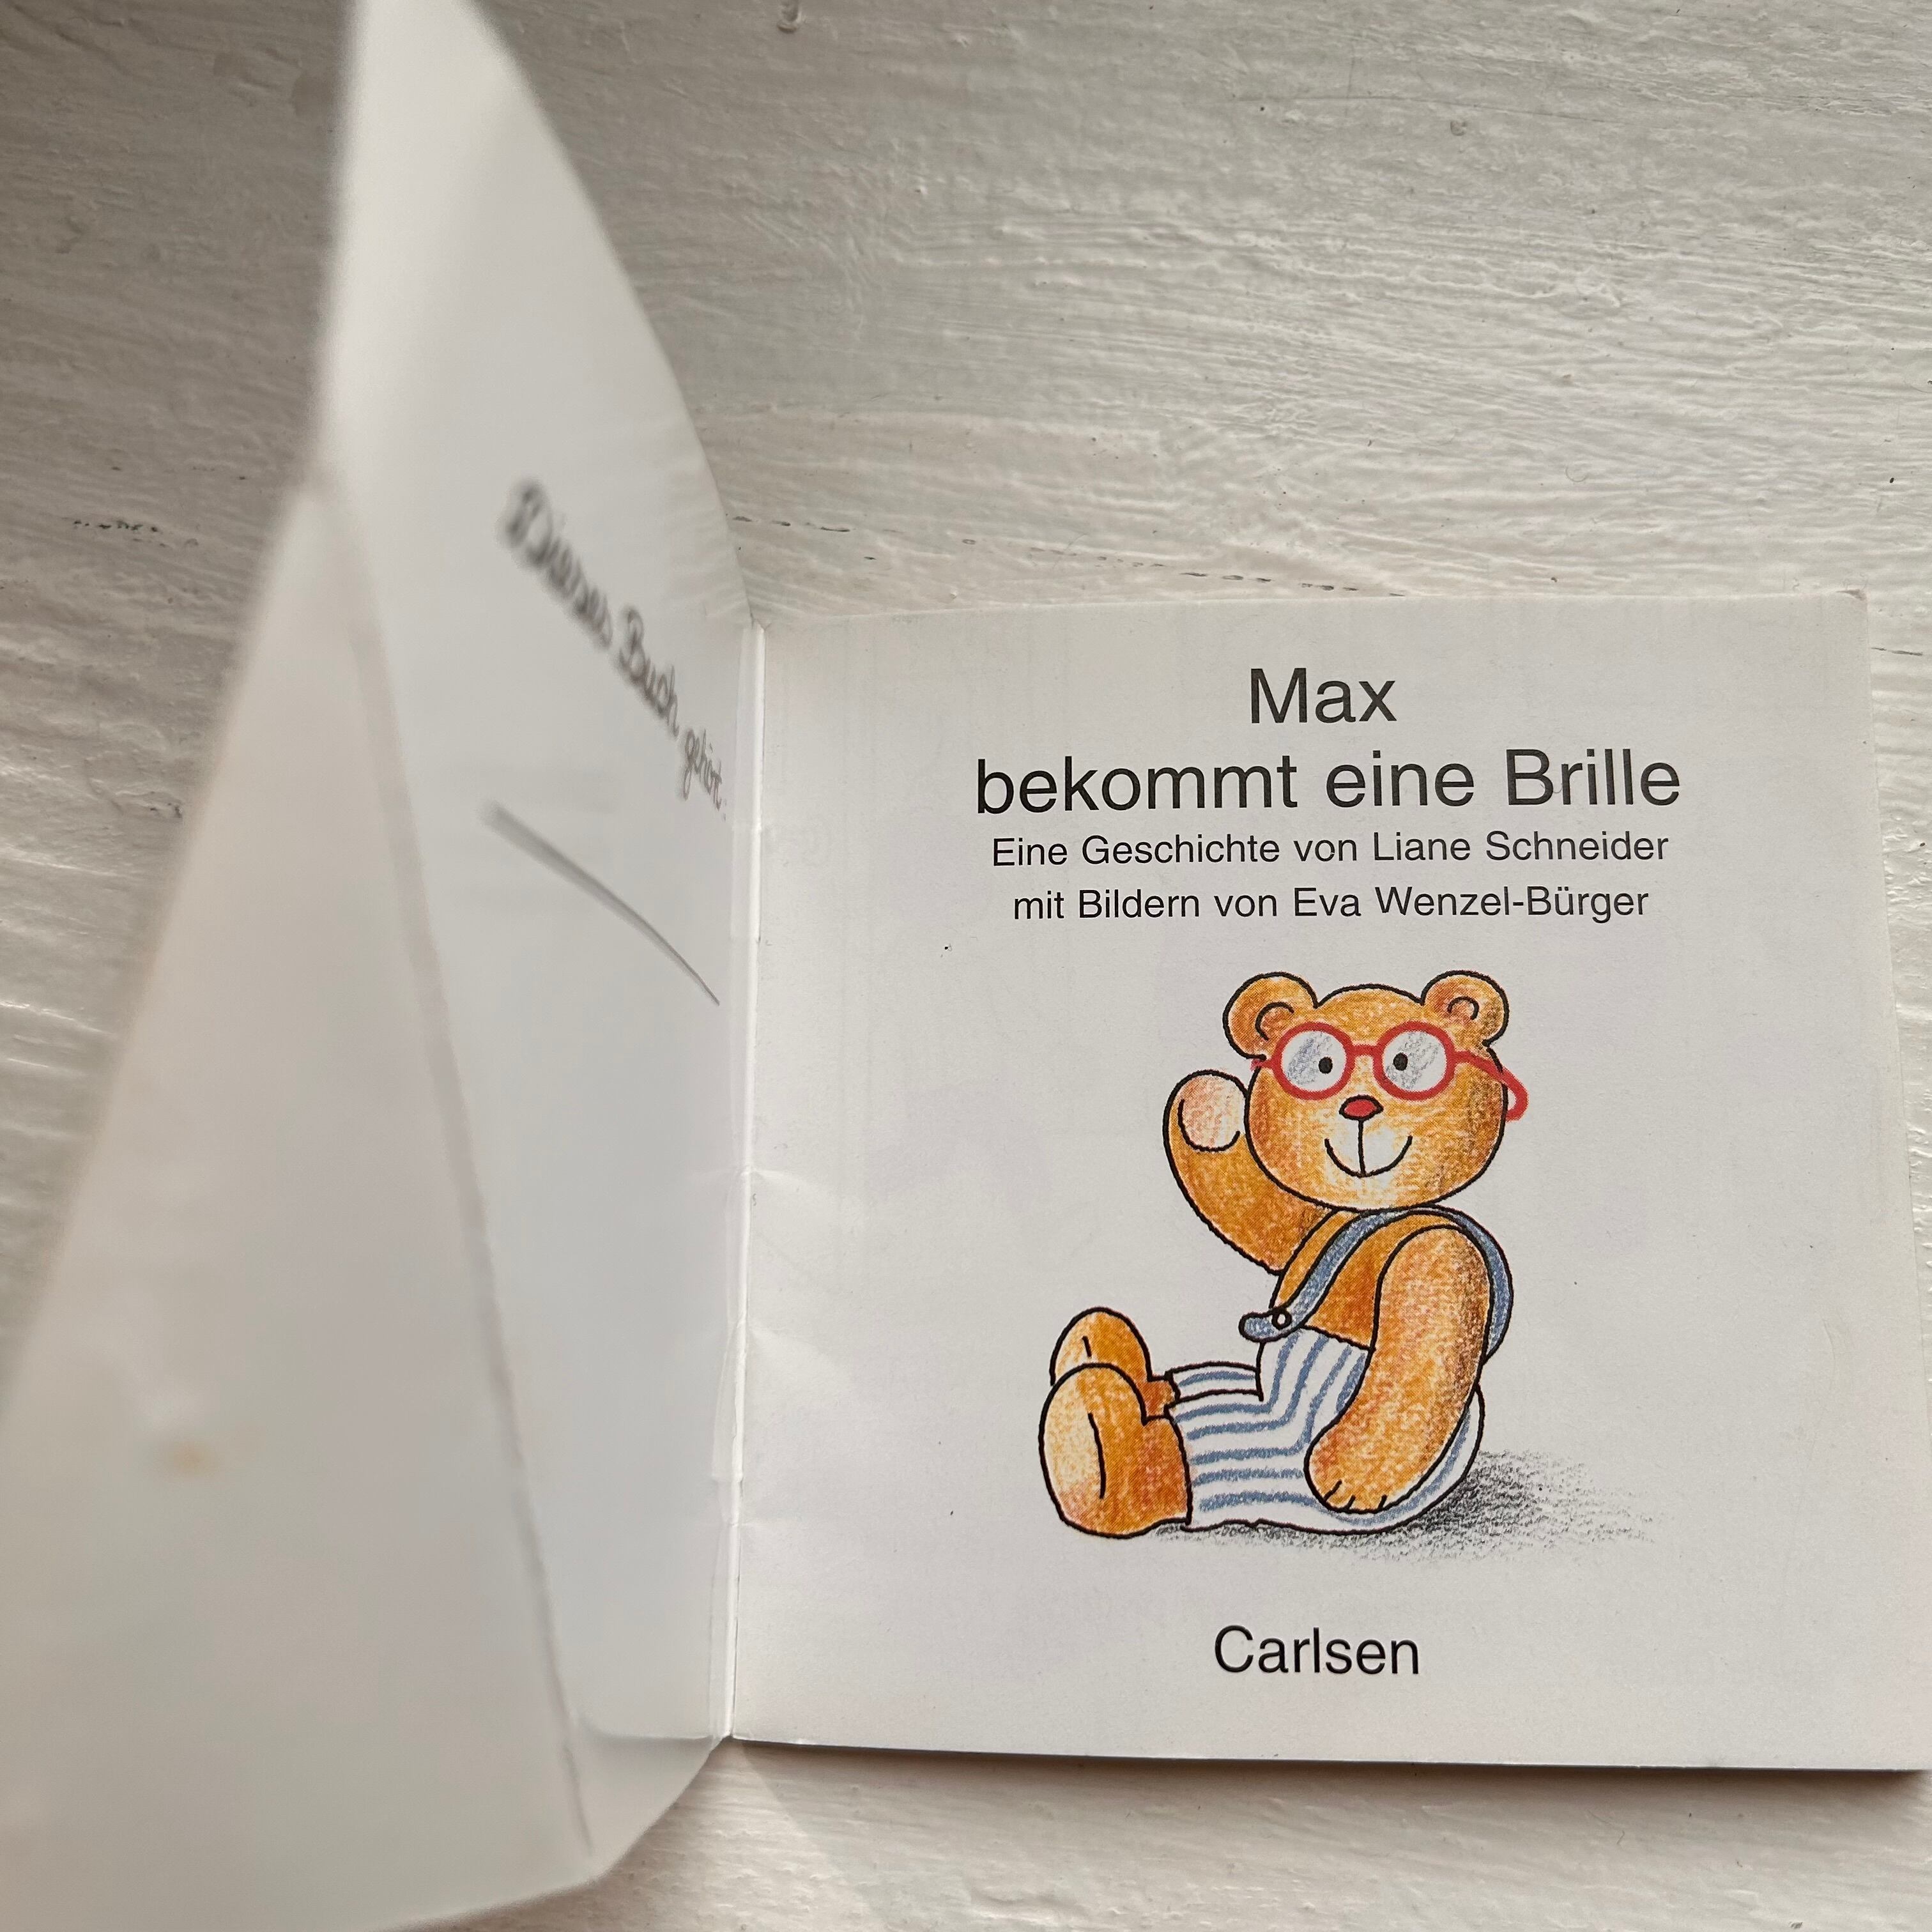 Dieses Buch gehört:
Max
bekommt eine Brille
Eine Geschichte von Liane Schneider
mit Bildern von Eva Wenzel-Bürger
Carlsen